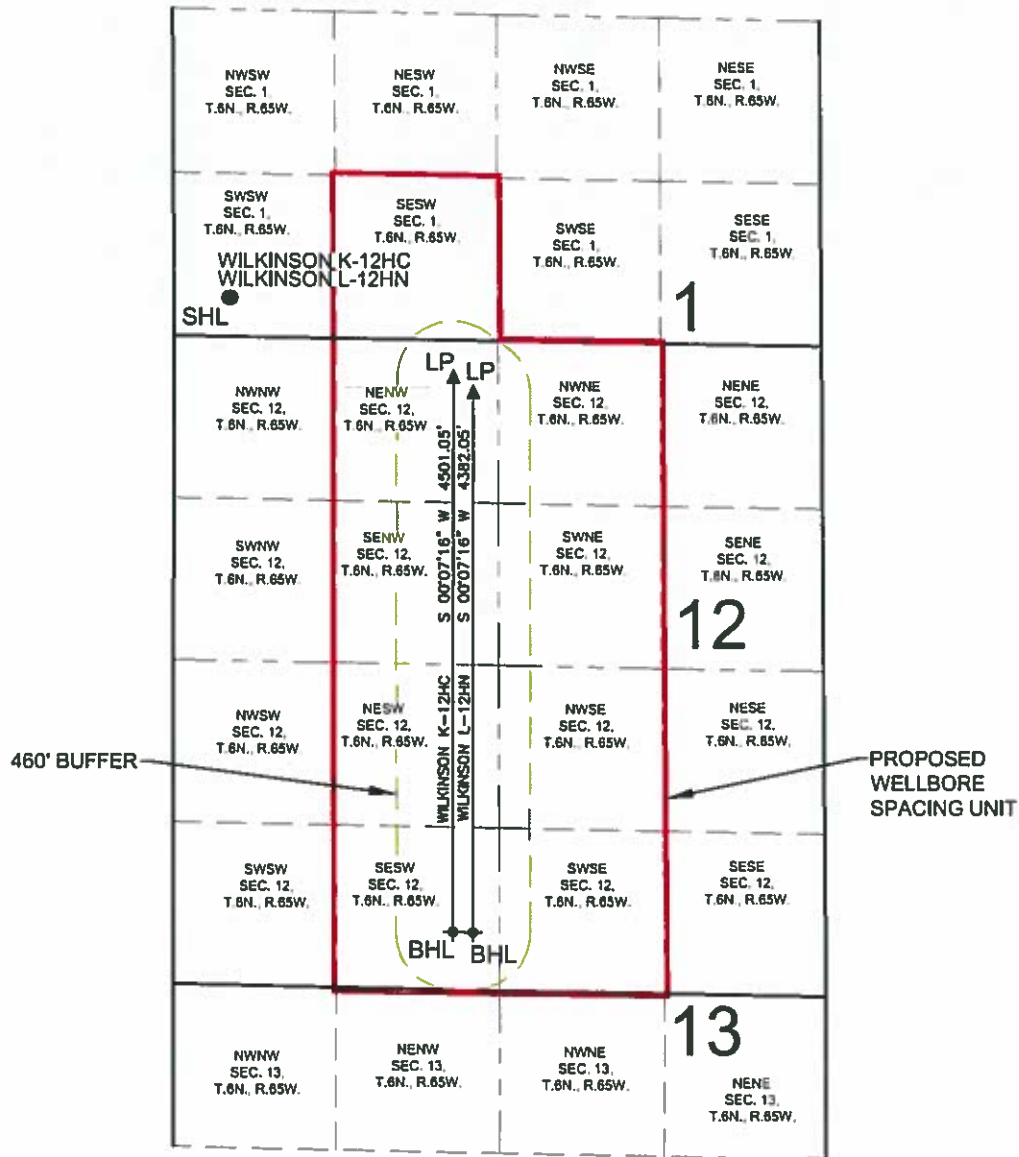 NWSW
SEC. 1
T.6N., R.65W.
NESW
SEC. 1,
T.6N., R.65W.
NWSE
SEC. 1,
T.6N., R.65W.
NESE
SEC. 1,
T.6N., R.65W.
SWSW
SEC. 1,
T.6N., R.65W.
SESW
SEC. 1,
T.6N., R.65W.
SWSE
SEC. 1,
T.6N., R.65W.
SESE
SEC. 1,
T.6N., R.65W.
WILKINSON K-12HC
WILKINSON L-12HN
SHL
1
LP
LP
NWNW
SEC. 12,
T.6N., R.65W.
NENW
SEC. 12,
T.6N., R.65W.
NWNE
SEC. 12,
T.6N., R.65W.
NENE
SEC. 12,
T.6N., R.65W.
S 00°07'16" W 4501.05'
S 00°07'16" W 4382.05'
SWNW
SEC. 12,
T.6N., R.65W.
SENW
SEC. 12,
T.6N., R.65W.
SWNE
SEC. 12,
T.6N., R.65W.
SENE
SEC. 12,
T.6N., R.65W.
12
NWSW
SEC. 12,
T.6N., R.65W.
NESW
SEC. 12,
T.6N., R.65W.
WILKINSON K-12HC
WILKINSON L-12HN
NWSE
SEC. 12,
T.6N., R.65W.
NESE
SEC. 12,
T.6N., R.65W.
460' BUFFER
PROPOSED
WELLBORE
SPACING UNIT
SWSW
SEC. 12,
T.6N., R.65W.
SESW
SEC. 12,
T.6N., R.65W.
SWSE
SEC. 12,
T.6N., R.65W.
SESE
SEC. 12,
T.6N., R.65W.
BHL
BHL
13
NWNW
SEC. 13,
T.6N., R.65W.
NENW
SEC. 13,
T.6N., R.65W.
NWNE
SEC. 13,
T.6N., R.65W.
NENE
SEC. 13,
T.6N., R.65W.